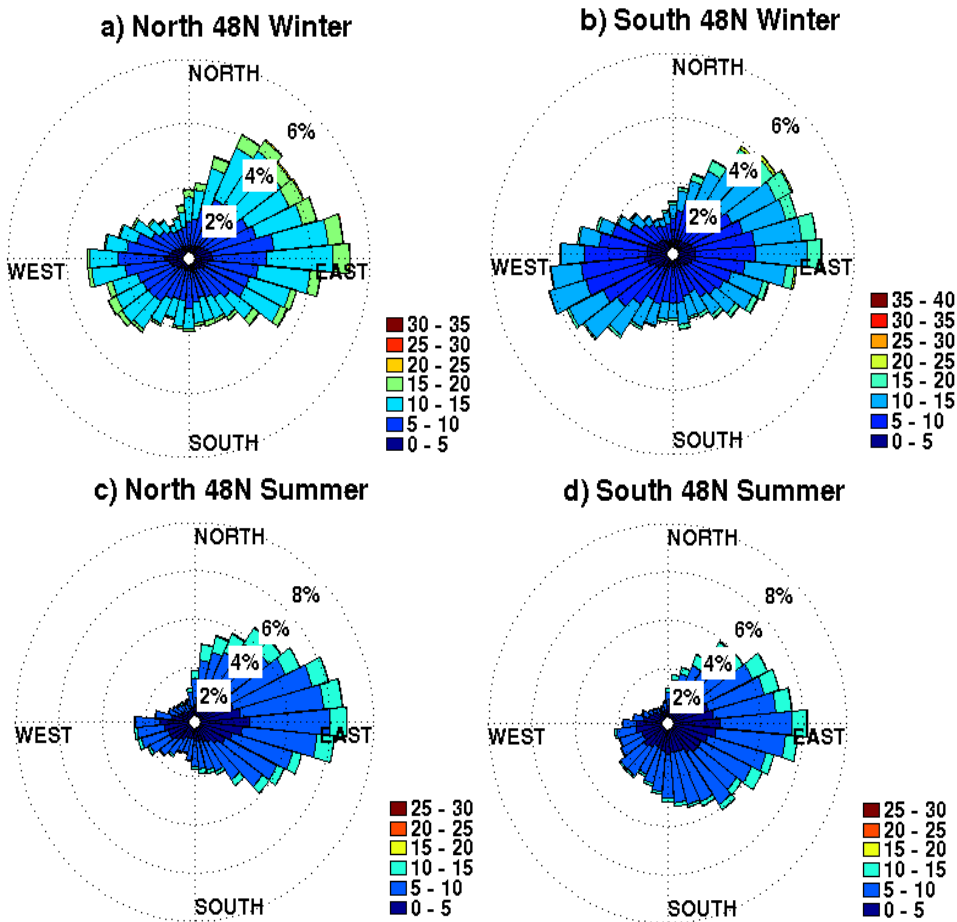 a) North 48N Winter
NORTH
6%
4%
2%
WEST
EAST
SOUTH
30 - 35
25 - 30
20 - 25
15 - 20
10 - 15
5 - 10
0 - 5
b) South 48N Winter
NORTH
6%
4%
2%
WEST
EAST
SOUTH
35 - 40
30 - 35
25 - 30
20 - 25
15 - 20
10 - 15
5 - 10
0 - 5
c) North 48N Summer
NORTH
8%
6%
4%
2%
WEST
EAST
SOUTH
25 - 30
20 - 25
15 - 20
10 - 15
5 - 10
0 - 5
d) South 48N Summer
NORTH
8%
6%
4%
2%
WEST
EAST
SOUTH
25 - 30
20 - 25
15 - 20
10 - 15
5 - 10
0 - 5